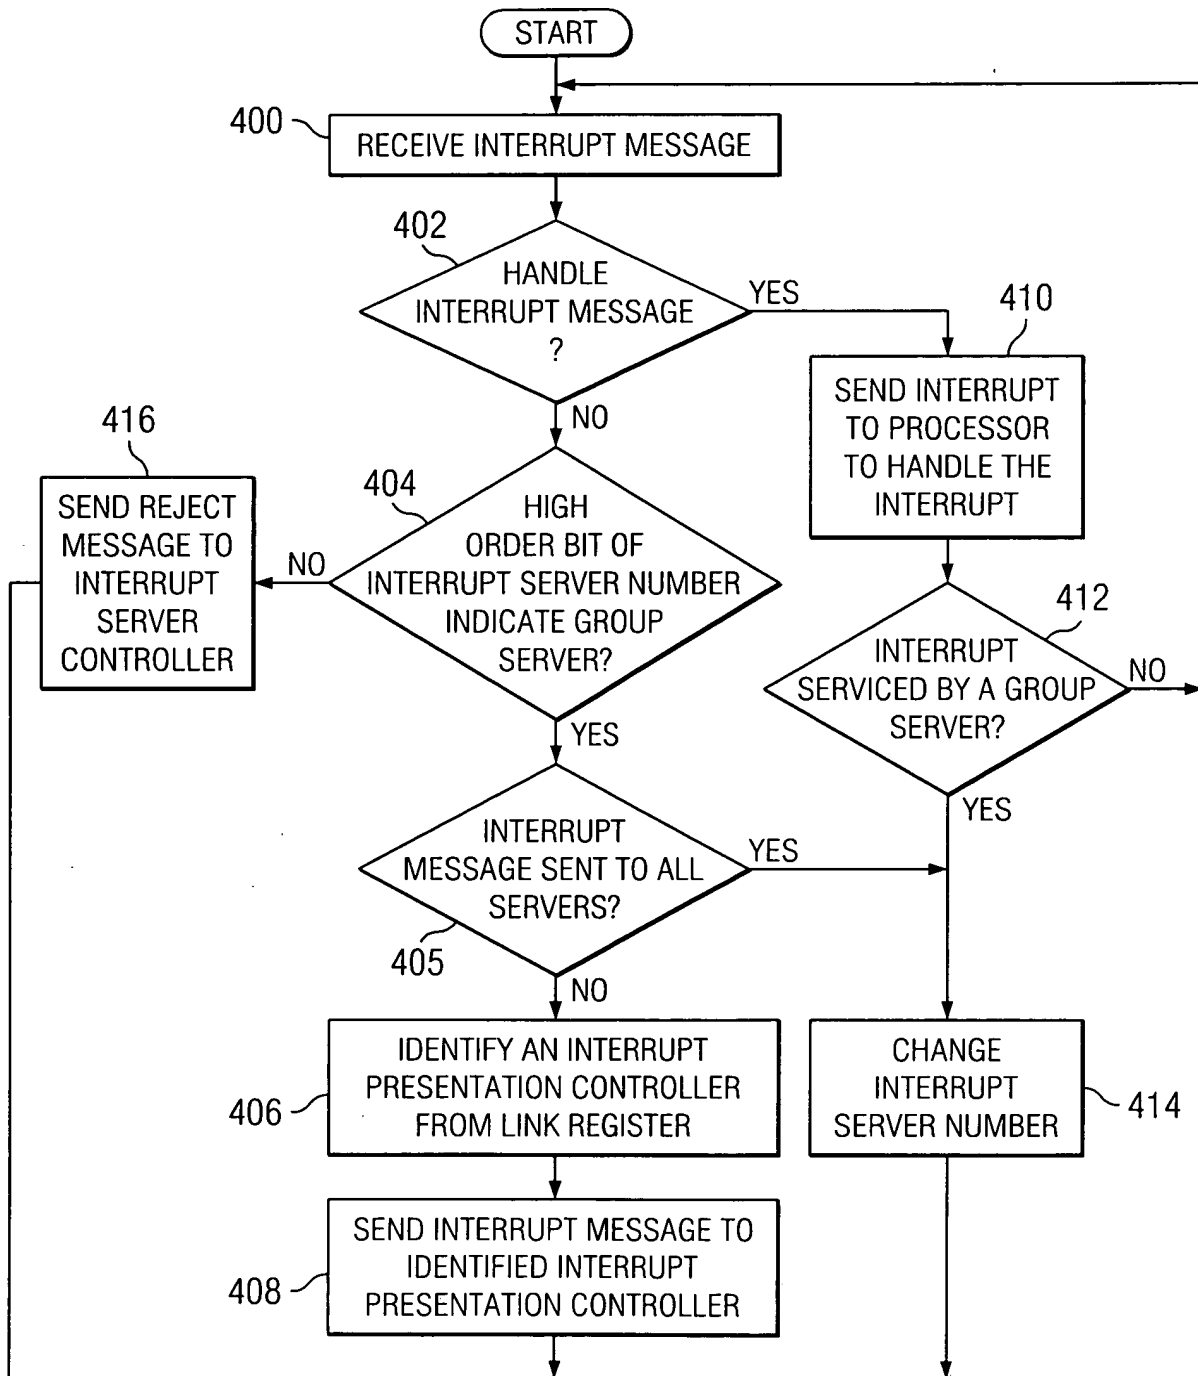 START
400
RECEIVE INTERRUPT MESSAGE
402
HANDLE
INTERRUPT MESSAGE
?
YES
NO
410
SEND INTERRUPT
TO PROCESSOR
TO HANDLE THE
INTERRUPT
416
SEND REJECT
MESSAGE TO
INTERRUPT
SERVER
CONTROLLER
NO
404
HIGH
ORDER BIT OF
INTERRUPT SERVER NUMBER
INDICATE GROUP
SERVER?
YES
412
INTERRUPT
SERVICED BY A GROUP
SERVER?
NO
YES
INTERRUPT
MESSAGE SENT TO ALL
SERVERS?
YES
405
NO
IDENTIFY AN INTERRUPT
PRESENTATION CONTROLLER
FROM LINK REGISTER
406
CHANGE
INTERRUPT
SERVER NUMBER
414
SEND INTERRUPT MESSAGE TO
IDENTIFIED INTERRUPT
PRESENTATION CONTROLLER
408